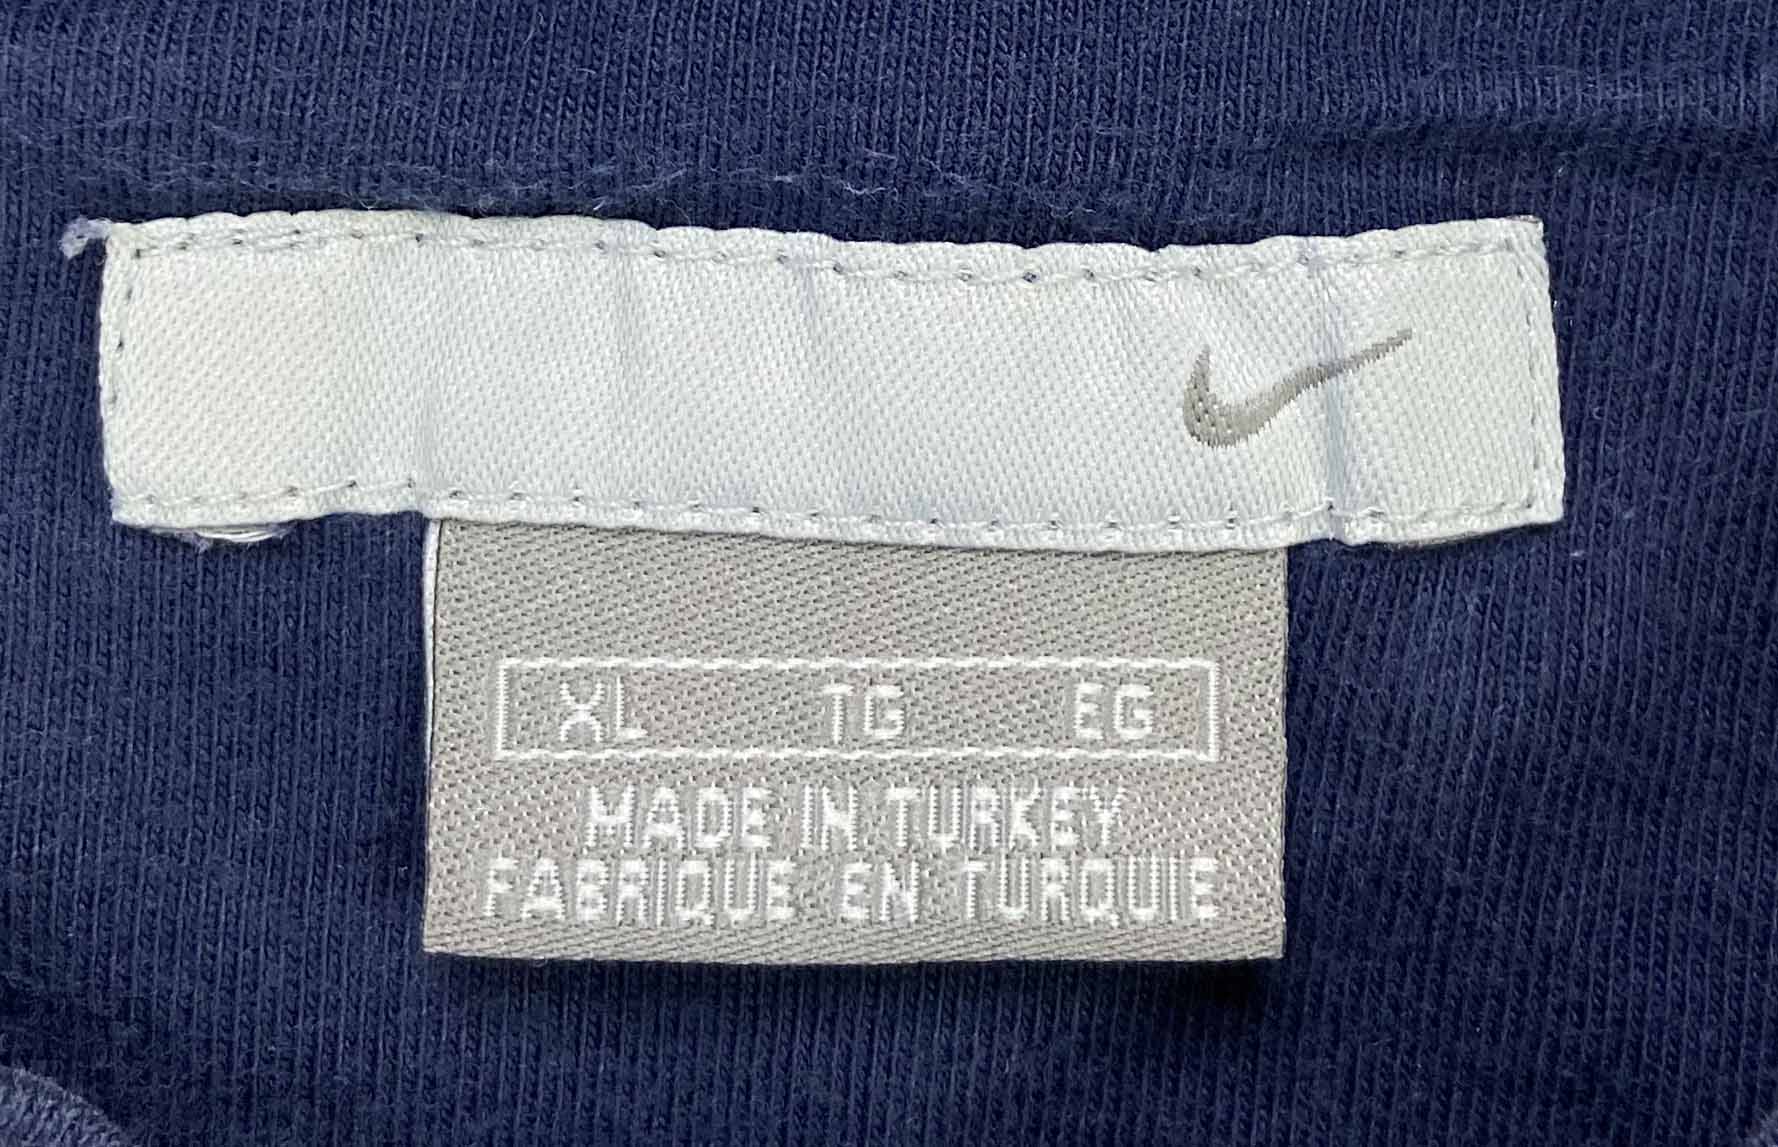 XL TG EG
MADE IN TURKEY
FABRIQUE EN TURQUIE